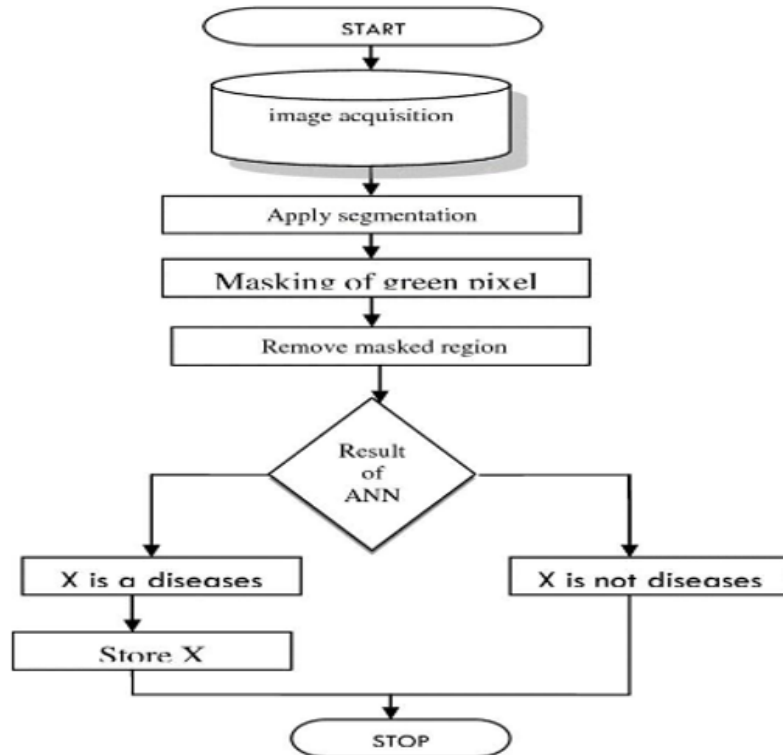 START
image acquisition
Apply segmentation
Masking of green pixel
Remove masked region
Result
of
ANN
X is a diseases
X is not diseases
Store X
STOP